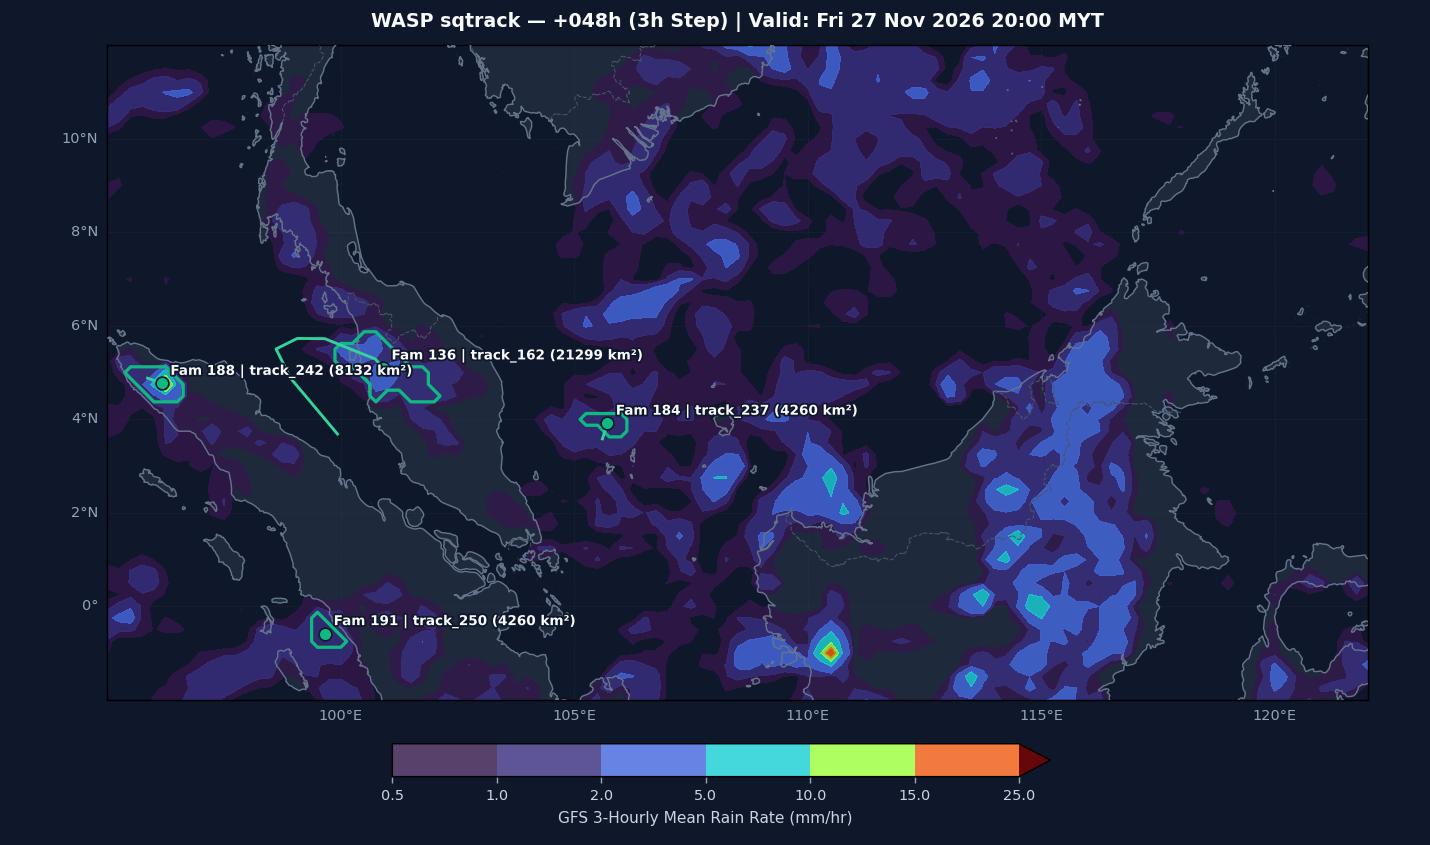 WASP sqtrack — +048h (3h Step) | Valid: Fri 27 Nov 2026 20:00 MYT
10°N
8°N
6°N
Fam 136 | track_162 (21299 km²)
Fam 188 | track_242 (8132 km²)
4°N
Fam 184 | track_237 (4260 km²)
2°N
0°
Fam 191 | track_250 (4260 km²)
100°E
105°E
110°E
115°E
120°E
0.5
1.0
2.0
5.0
10.0
15.0
25.0
GFS 3-Hourly Mean Rain Rate (mm/hr)